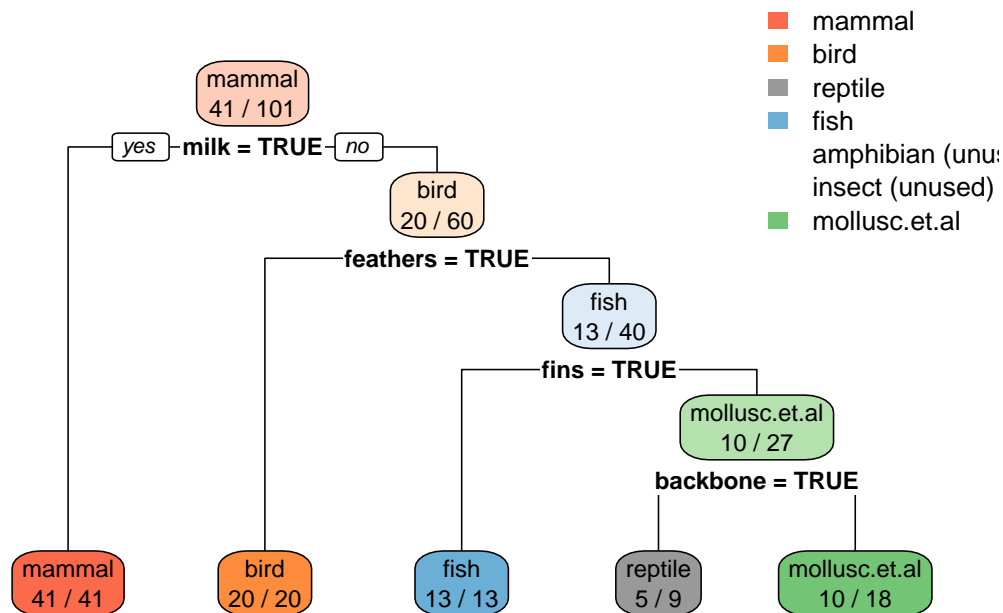 mammal
bird
reptile
fish
amphibian (unus
insect (unused)
mollusc.et.al
mammal
41 / 101
yes milk = TRUE no
bird
20 / 60
feathers = TRUE
fish
13 / 40
fins = TRUE
mollusc.et.al
10 / 27
backbone = TRUE
mammal
41 / 41
bird
20 / 20
fish
13 / 13
reptile
5 / 9
mollusc.et.al
10 / 18